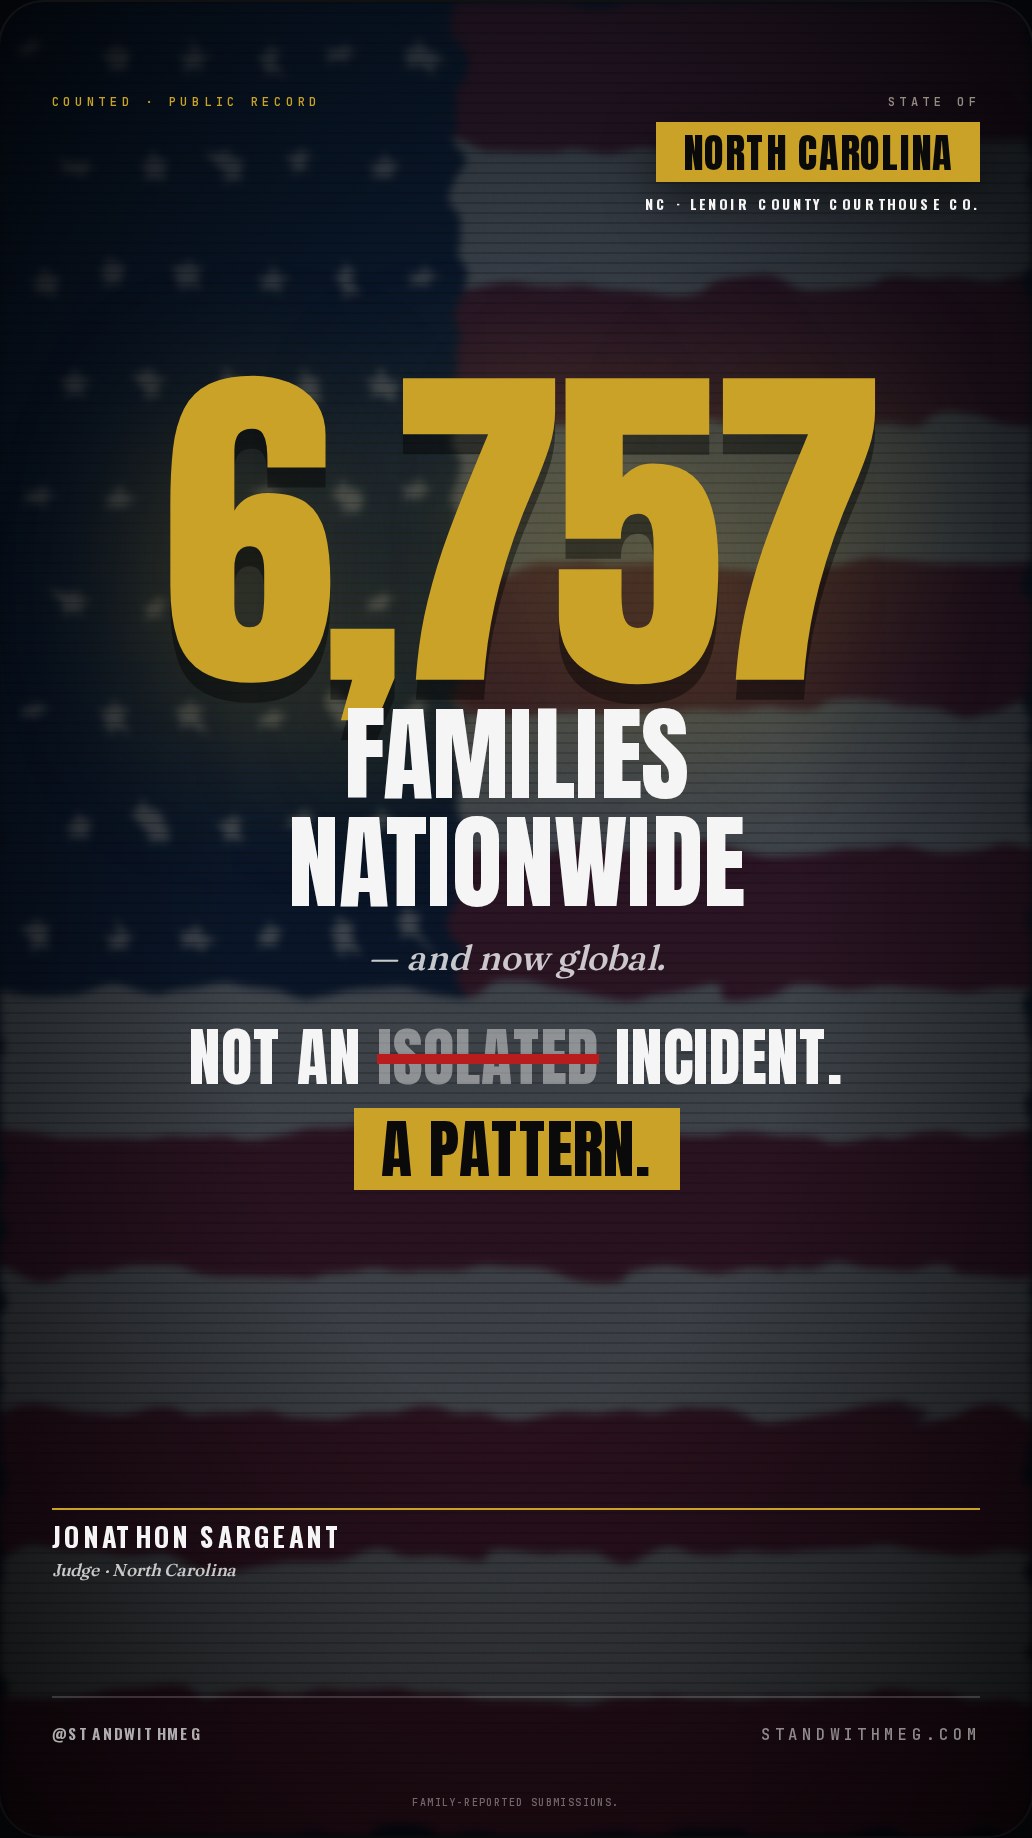 COUNTED · PUBLIC RECORD
STATE OF
NORTH CAROLINA
NC · LENOIR COUNTY COURTHOUSE CO.
6,757
FAMILIES
NATIONWIDE
— and now global.
NOT AN ISOLATED INCIDENT.
A PATTERN.
JONATHON SARGEANT
Judge · North Carolina
@STANDWITHMEG
STANDWITHMEG.COM
FAMILY-REPORTED SUBMISSIONS.